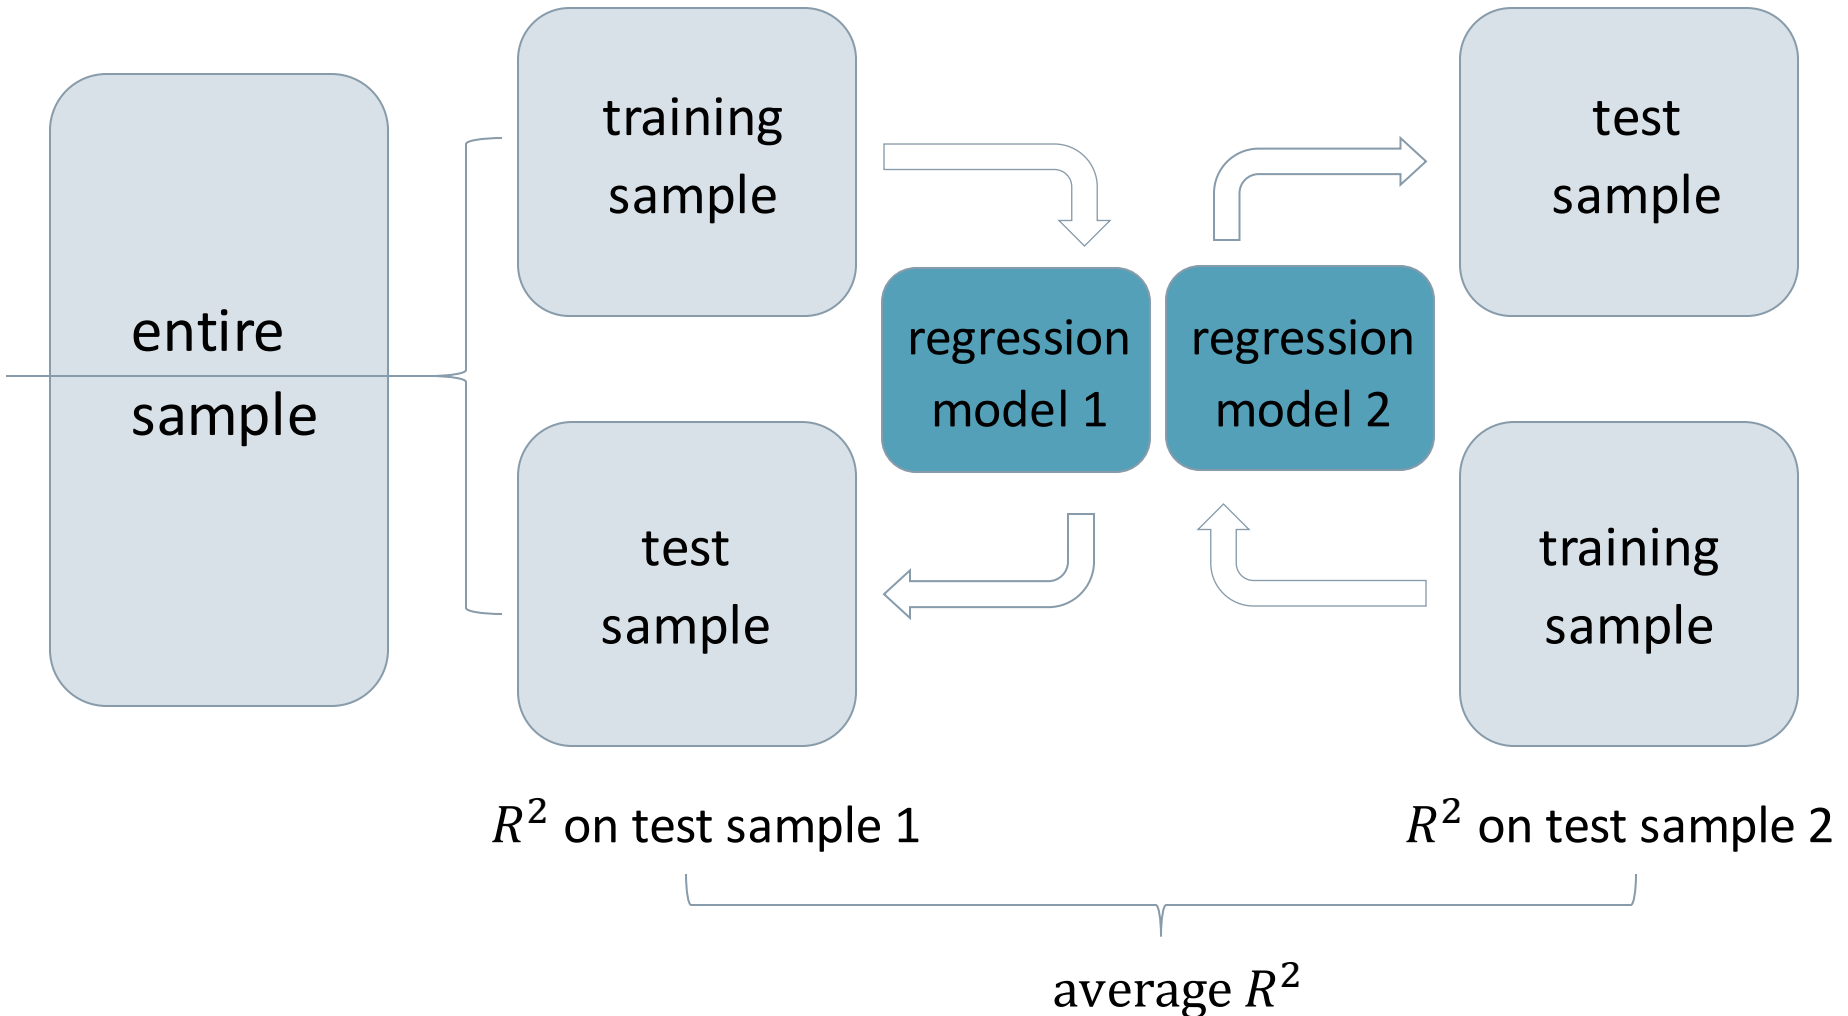 entire
sample
training
sample
test
sample
regression
model 1
regression
model 2
test
sample
training
sample
R² on test sample 1
R² on test sample 2
average R²